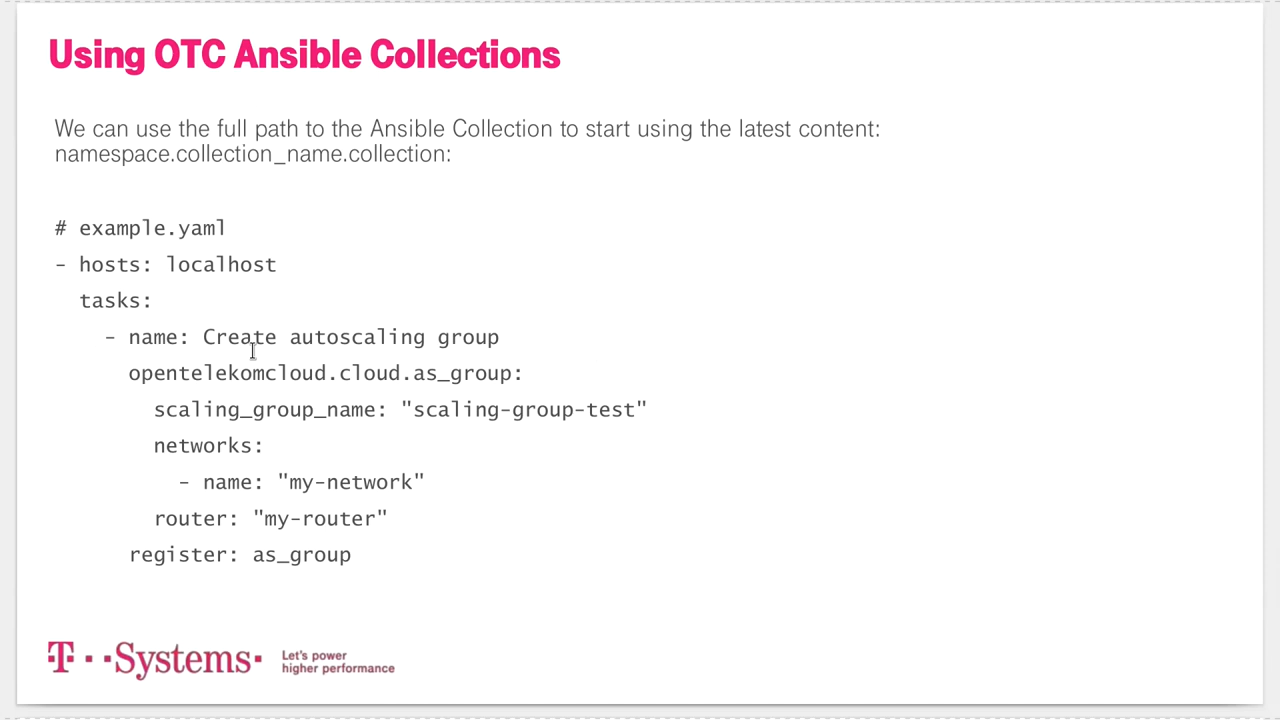 Using OTC Ansible Collections
We can use the full path to the Ansible Collection to start using the latest content:
namespace.collection_name.collection:
# example.yaml
- hosts: localhost
  tasks:
    - name: Create autoscaling group
      opentelekomcloud.cloud.as_group:
        scaling_group_name: "scaling-group-test"
        networks:
          - name: "my-network"
        router: "my-router"
      register: as_group
T··Systems·
Let's power
higher performance